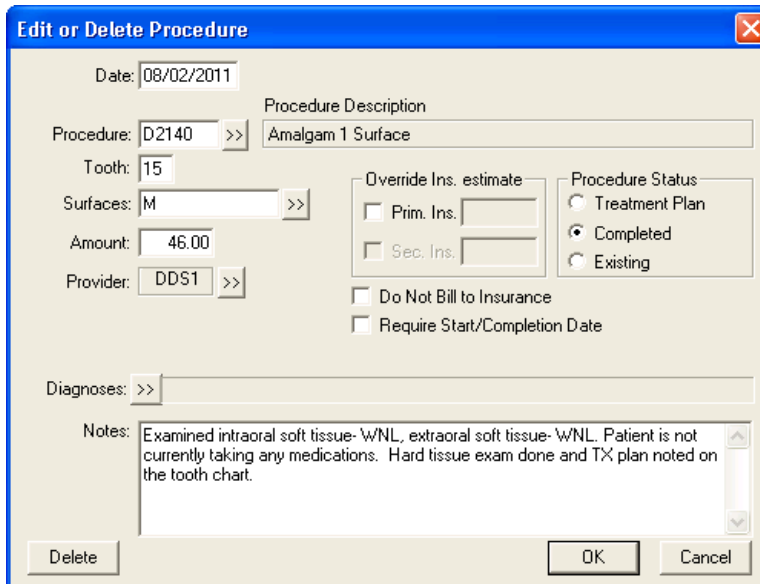 Edit or Delete Procedure
Date: 08/02/2011
Procedure Description
Procedure: D2140 >> Amalgam 1 Surface
Tooth: 15
Override Ins. estimate
Procedure Status
Surfaces: M >>
Prim. Ins.
Treatment Plan
Amount: 46.00
Sec. Ins.
Completed
Existing
Provider: DDS1 >>
Do Not Bill to Insurance
Require Start/Completion Date
Diagnoses: >>
Notes: Examined intraoral soft tissue- WNL, extraoral soft tissue- WNL. Patient is not
currently taking any medications.  Hard tissue exam done and TX plan noted on
the tooth chart.
Delete
OK
Cancel